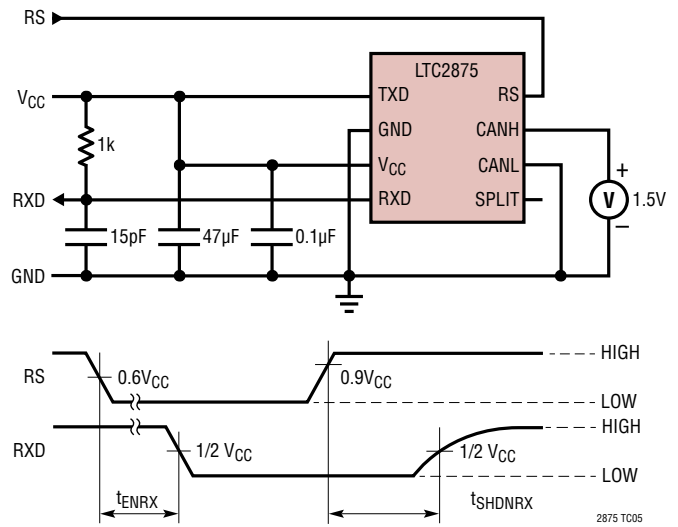 RS
LTC2875
TXD
RS
VCC
GND
CANH
1k
VCC
CANL
+
RXD
RXD
SPLIT
V
1.5V
15pF
47µF
0.1µF
–
GND
HIGH
RS
0.6VCC
0.9VCC
LOW
HIGH
RXD
1/2 VCC
1/2 VCC
LOW
tENRX
tSHDNRX
2875 TC05